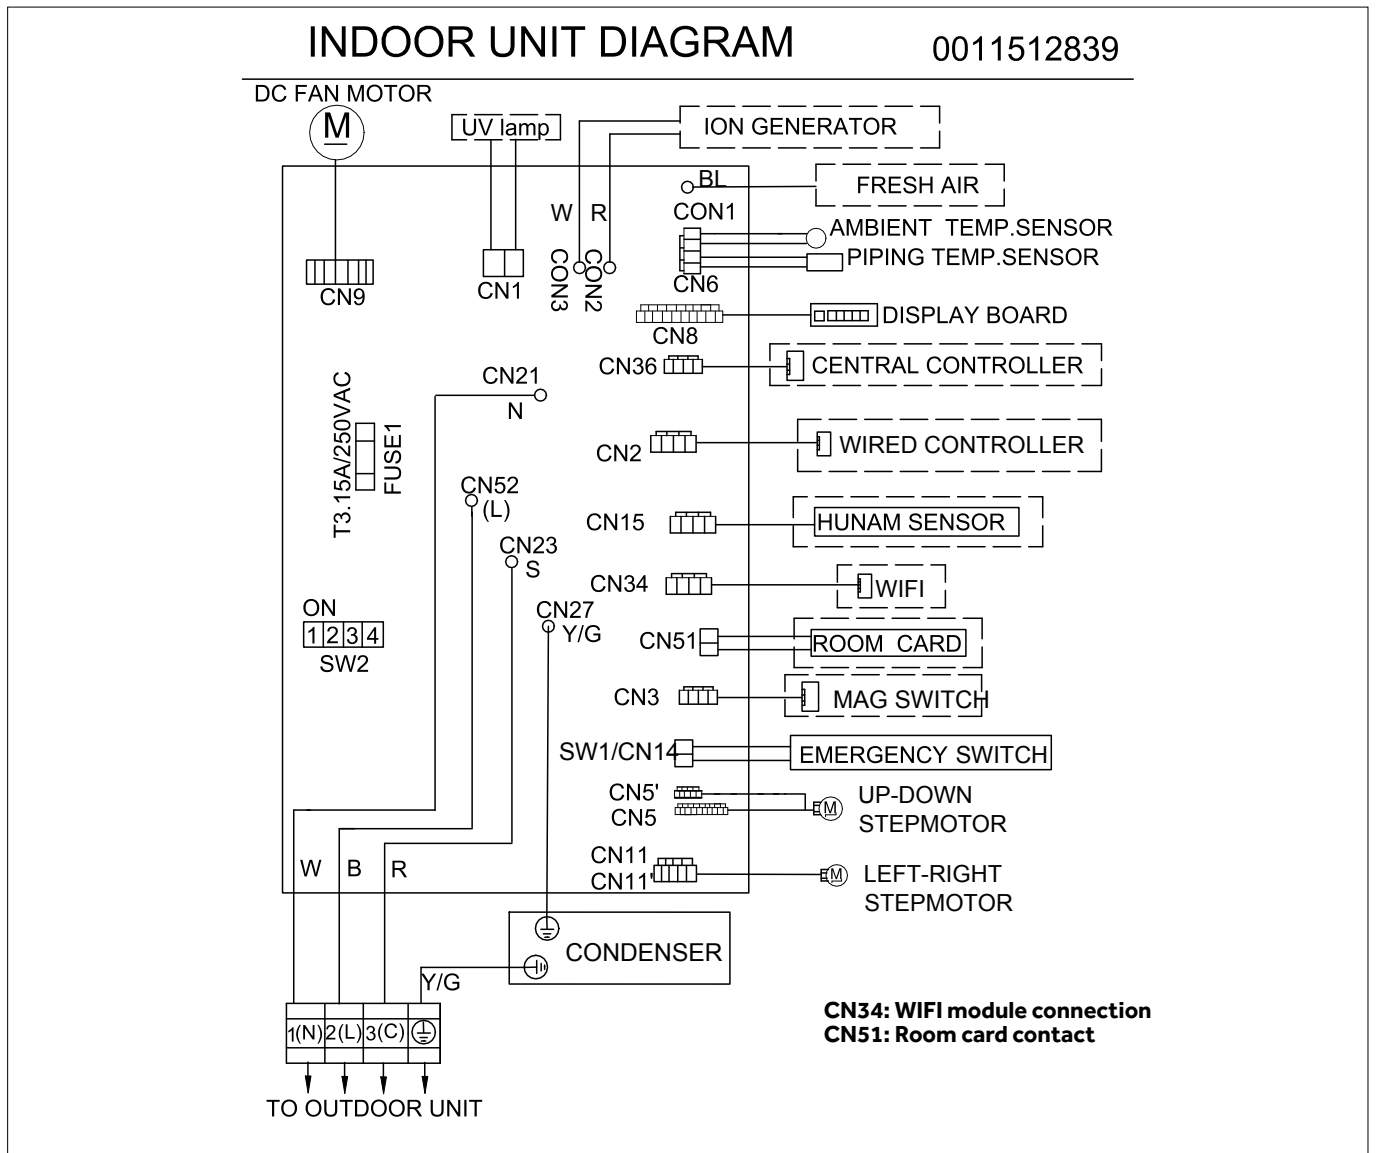 INDOOR UNIT DIAGRAM 0011512839
DC FAN MOTOR
M
UV lamp
ION GENERATOR
BL
FRESH AIR
W R
CON1
AMBIENT TEMP.SENSOR
PIPING TEMP.SENSOR
CN9
CN1
CON3
CON2
CN6
DISPLAY BOARD
CN8
CN36
CENTRAL CONTROLLER
CN21
N
T3.15A/250VAC
FUSE1
CN2
WIRED CONTROLLER
CN52
(L)
CN15
HUNAM SENSOR
CN23
S
CN34
WIFI
ON
1 2 3 4
SW2
CN27
Y/G
CN51
ROOM CARD
CN3
MAG SWITCH
SW1/CN14
EMERGENCY SWITCH
CN5'
CN5
M
UP-DOWN
STEPMOTOR
CN11
CN11'
M
LEFT-RIGHT
STEPMOTOR
W B R
CONDENSER
Y/G
1(N) 2(L) 3(C)
TO OUTDOOR UNIT
CN34: WIFI module connection
CN51: Room card contact